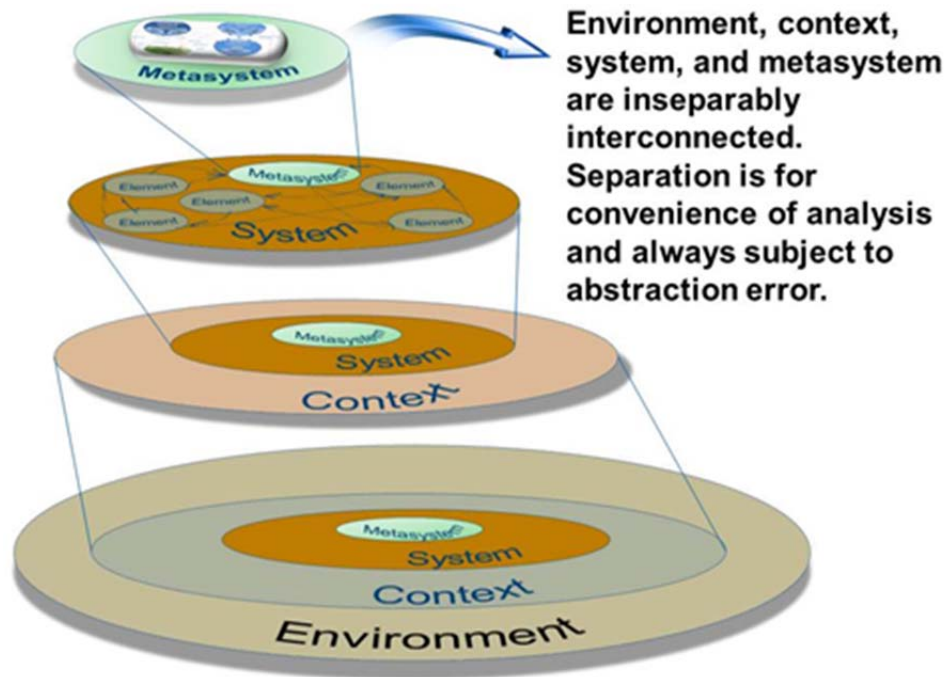 Environment, context,
system, and metasystem
are inseparably
interconnected.
Separation is for
convenience of analysis
and always subject to
abstraction error.
Metasystem
Metasystem
Element
Element
Element
Element
Element
System
Metasystem
System
Context
Metasystem
System
Context
Environment